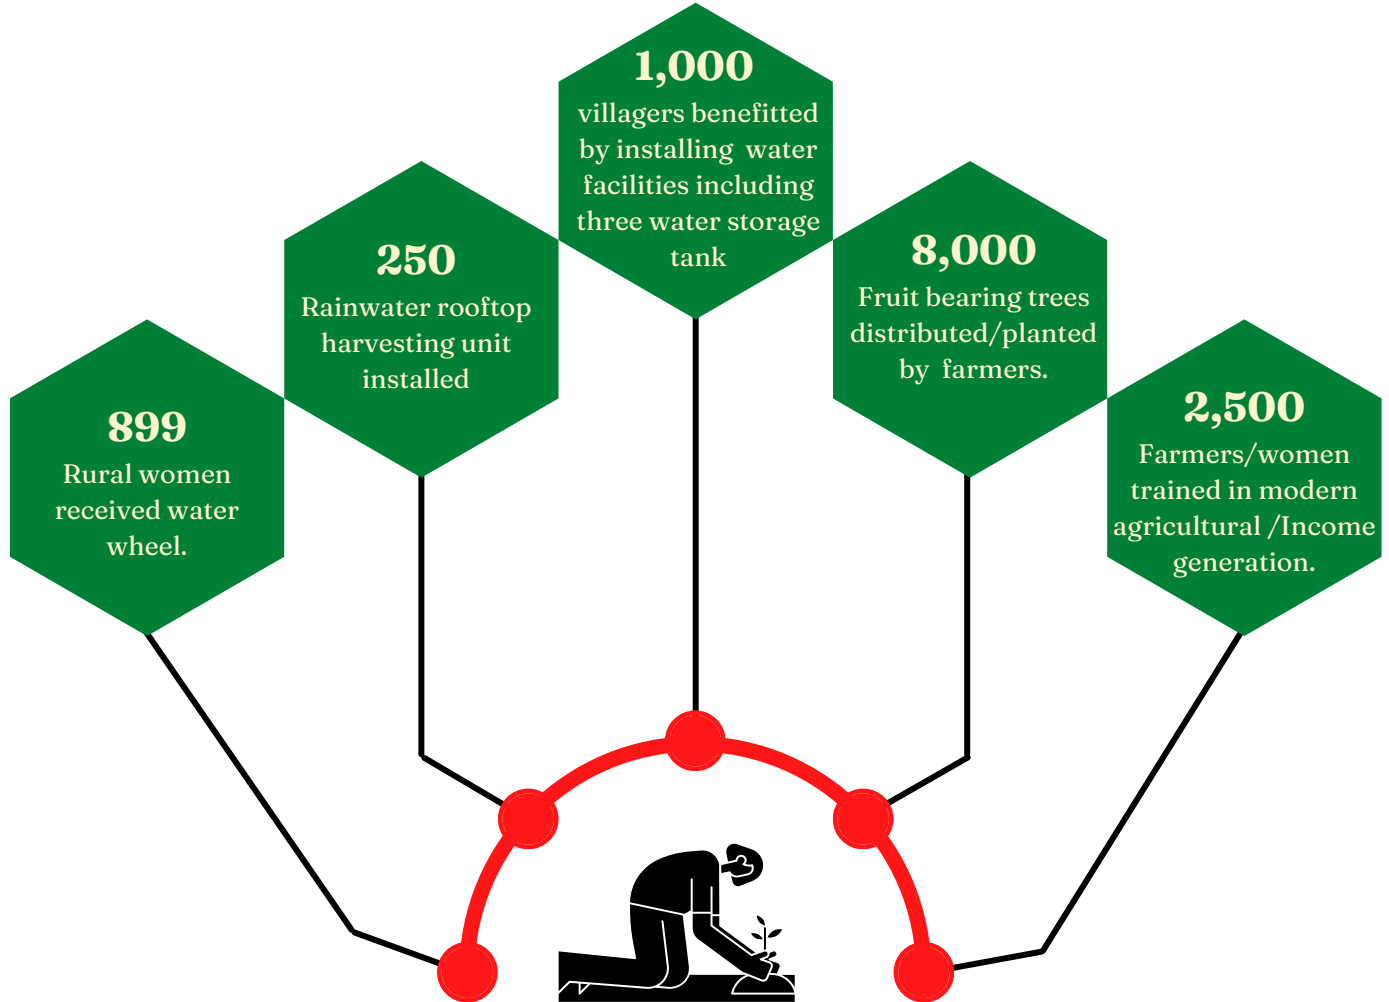 899
Rural women
received water
wheel.
250
Rainwater rooftop
harvesting unit
installed
1,000
villagers benefitted
by installing  water
facilities including
three water storage
tank
8,000
Fruit bearing trees
distributed/planted
by  farmers.
2,500
Farmers/women
trained in modern
agricultural /Income
generation.